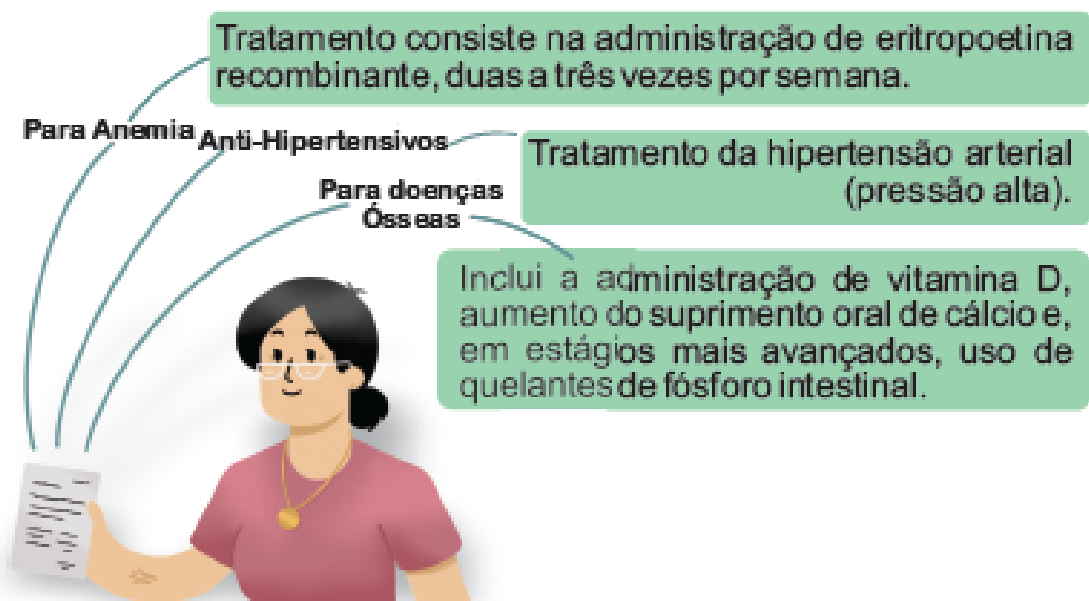 Tratamento consiste na administração de eritropoetina
recombinante, duas a três vezes por semana.
Para Anemia
Anti-Hipertensivos
Tratamento da hipertensão arterial
(pressão alta).
Para doenças
Ósseas
Inclui a administração de vitamina D,
aumento do suprimento oral de cálcio e,
em estágios mais avançados, uso de
quelantes de fósforo intestinal.